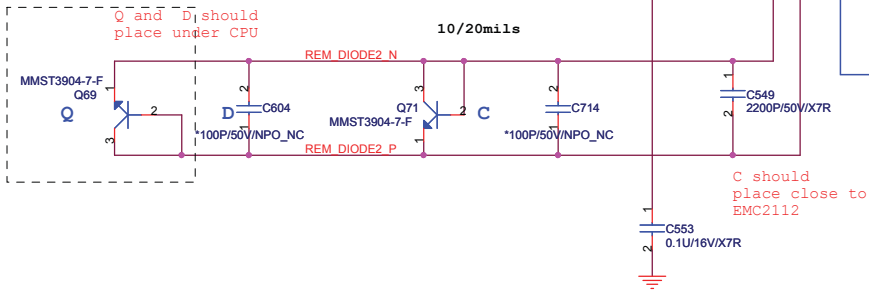 Q and D should
place under CPU
10/20mils
REM_DIODE2_N
MMST3904-7-F
Q69
1
2
3
Q
D
2
C604
1
*100P/50V/NPO_NC
3
Q71
2
MMST3904-7-F
1
C
2
C714
1
*100P/50V/NPO_NC
1
C549
2200P/50V/X7R
2
REM_DIODE2_P
C should
place close to
EMC2112
1
C553
0.1U/16V/X7R
2